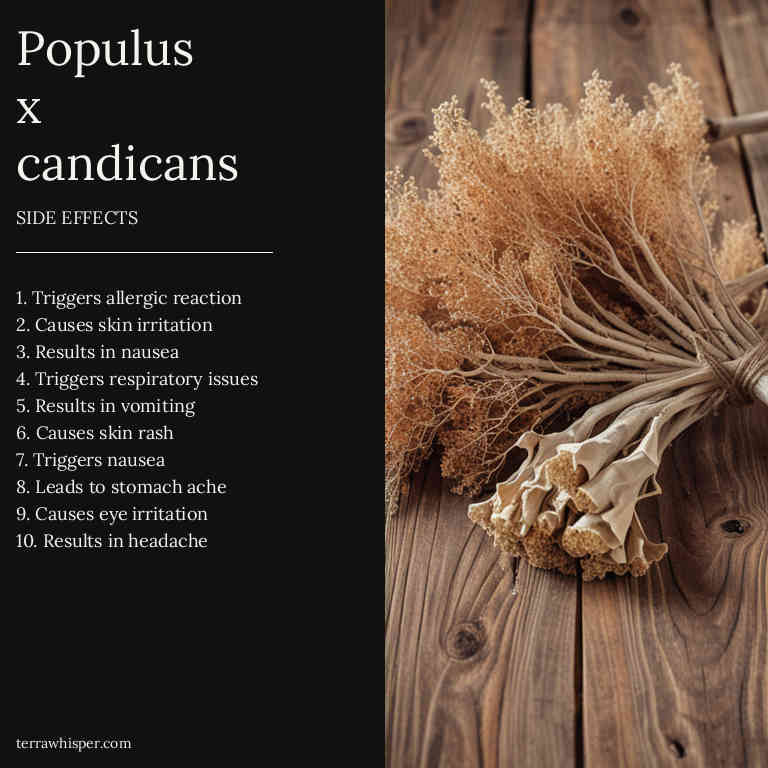 Populus
x
candicans
SIDE EFFECTS
1. Triggers allergic reaction
2. Causes skin irritation
3. Results in nausea
4. Triggers respiratory issues
5. Results in vomiting
6. Causes skin rash
7. Triggers nausea
8. Leads to stomach ache
9. Causes eye irritation
10. Results in headache
terrawhisper.com